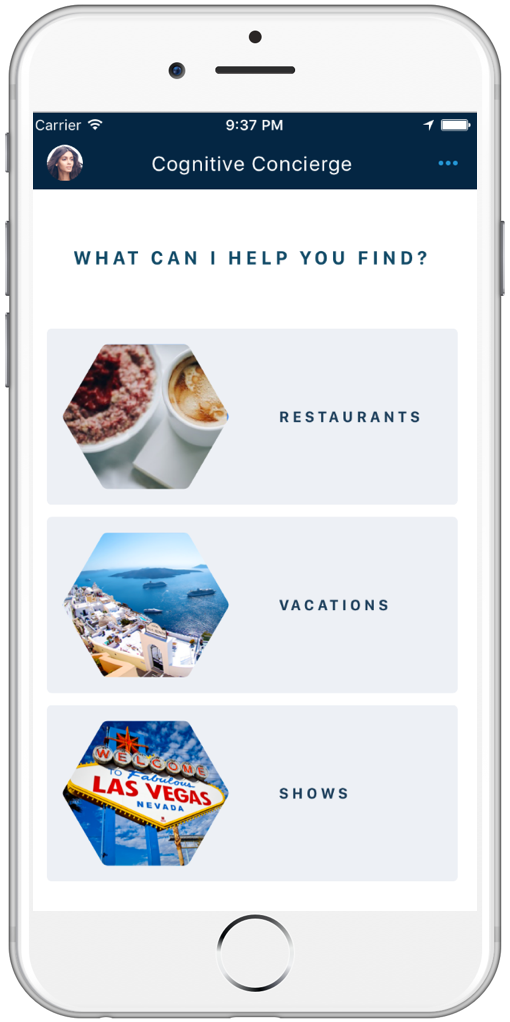 Carrier 9:37 PM
Cognitive Concierge
WHAT CAN I HELP YOU FIND?
RESTAURANTS
VACATIONS
WELCOME
TO Fabulous
LAS VEGAS
NEVADA
SHOWS